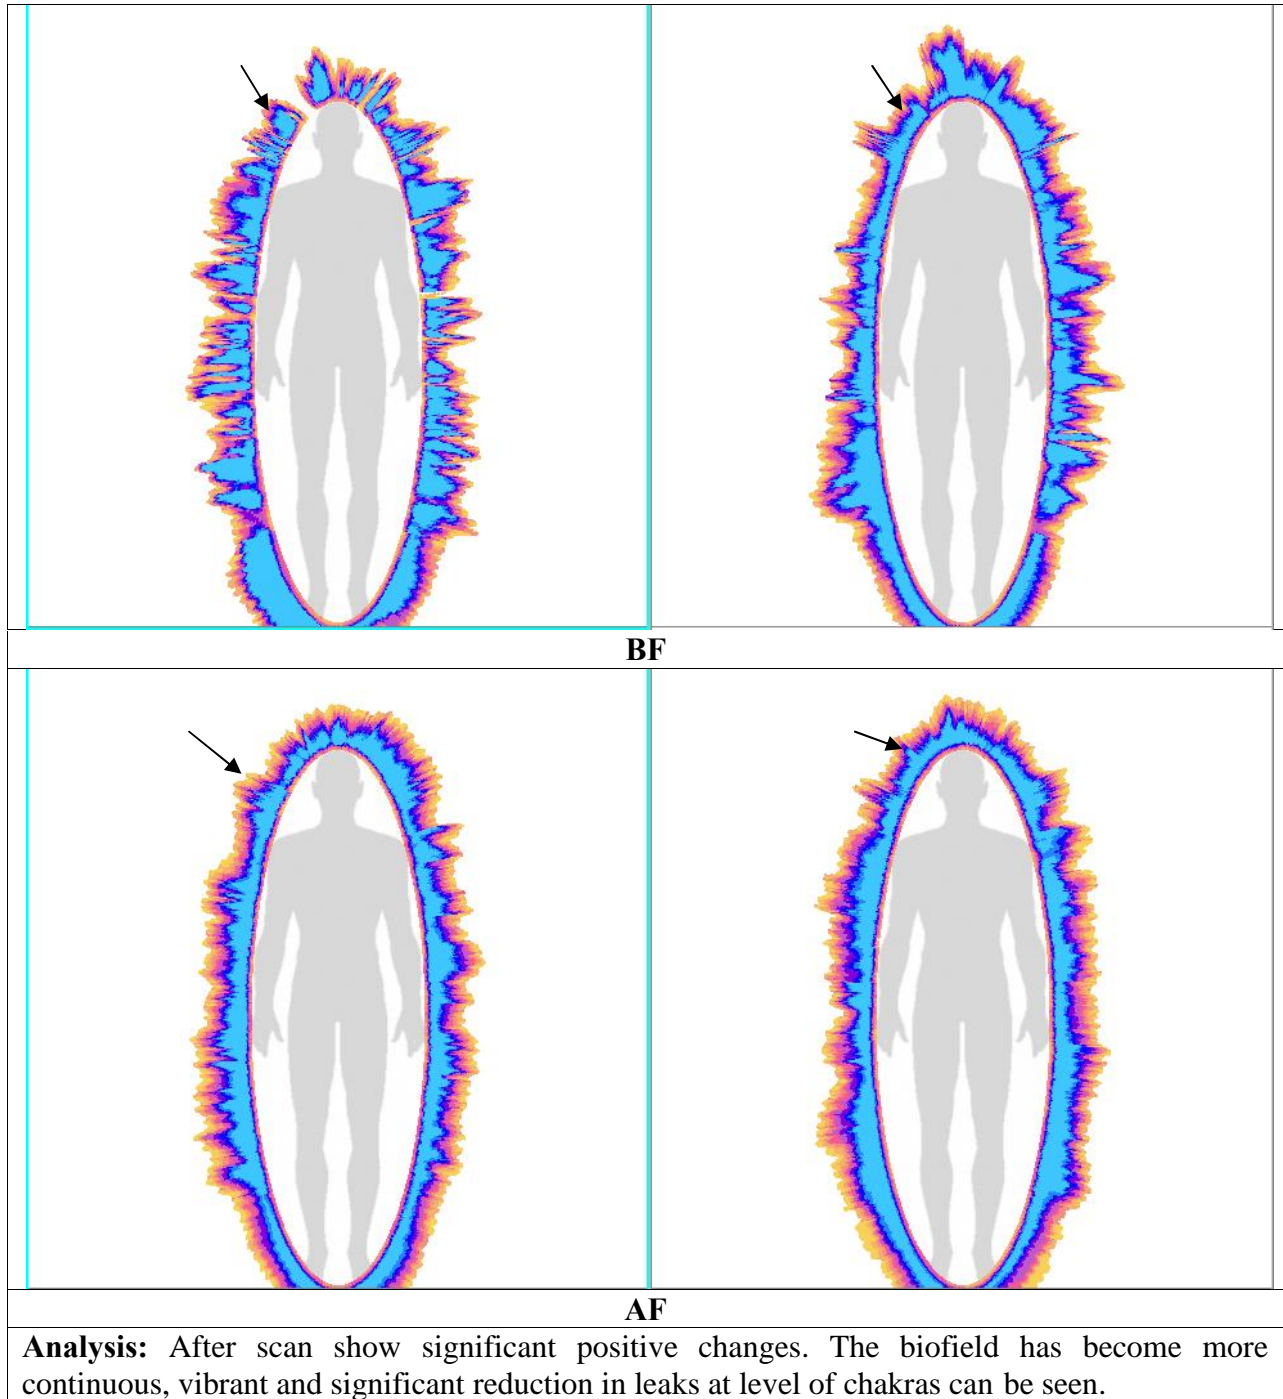 BF
AF
Analysis: After scan show significant positive changes. The biofield has become more
continuous, vibrant and significant reduction in leaks at level of chakras can be seen.